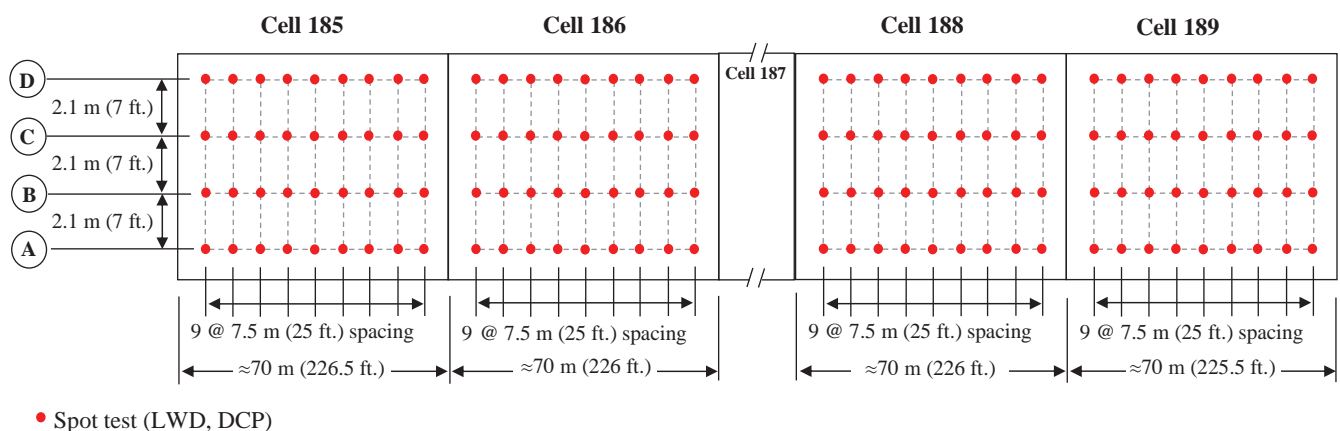 Cell 185
Cell 186
Cell 187
Cell 188
Cell 189
D
2.1 m (7 ft.)
C
2.1 m (7 ft.)
B
2.1 m (7 ft.)
A
9 @ 7.5 m (25 ft.) spacing
9 @ 7.5 m (25 ft.) spacing
9 @ 7.5 m (25 ft.) spacing
9 @ 7.5 m (25 ft.) spacing
≈70 m (226.5 ft.)
≈70 m (226 ft.)
≈70 m (226 ft.)
≈70 m (225.5 ft.)
Spot test (LWD, DCP)